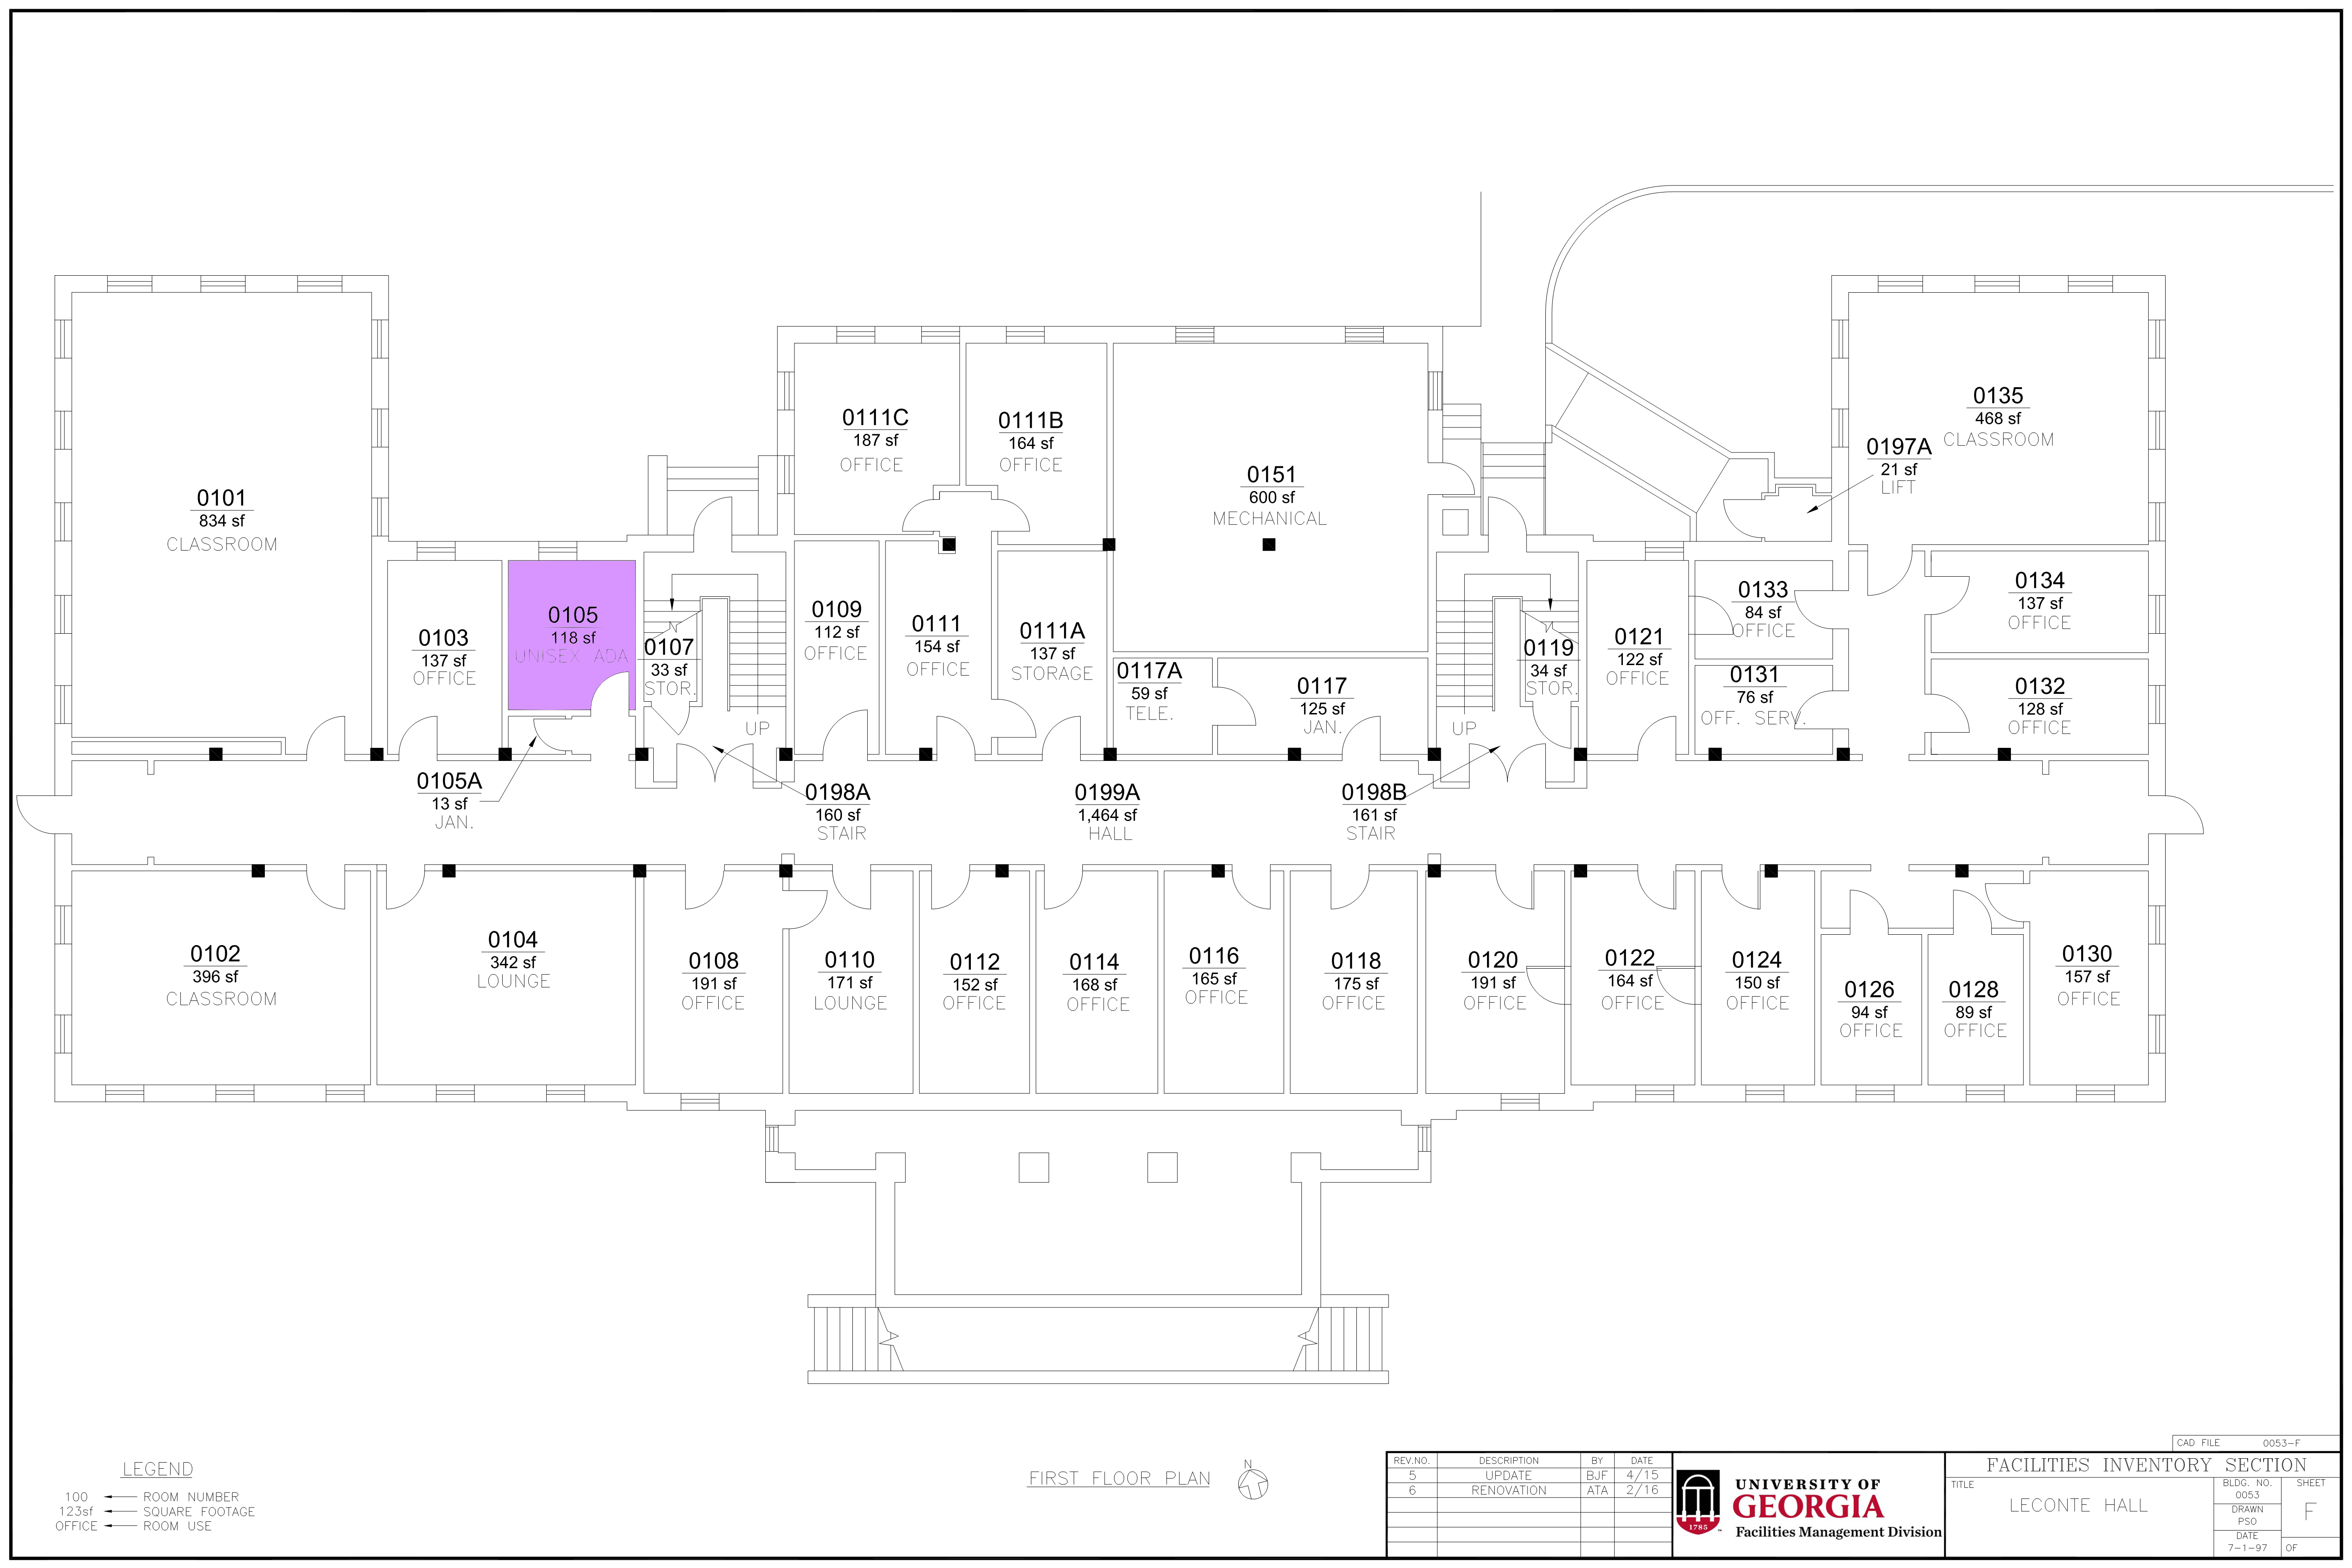 0101
834 sf
CLASSROOM
0103
137 sf
OFFICE
0105
118 sf
UNISEX ADA
0107
33 sf
STOR.
UP
0105A
13 sf
JAN.
0111C
187 sf
OFFICE
0111B
164 sf
OFFICE
0109
112 sf
OFFICE
0111
154 sf
OFFICE
0111A
137 sf
STORAGE
0151
600 sf
MECHANICAL
0117A
59 sf
TELE.
0117
125 sf
JAN.
UP
0119
34 sf
STOR.
0121
122 sf
OFFICE
0133
84 sf
OFFICE
0131
76 sf
OFF. SERV.
0197A
21 sf
LIFT
0135
468 sf
CLASSROOM
0134
137 sf
OFFICE
0132
128 sf
OFFICE
0198A
160 sf
STAIR
0199A
1,464 sf
HALL
0198B
161 sf
STAIR
0102
396 sf
CLASSROOM
0104
342 sf
LOUNGE
0108
191 sf
OFFICE
0110
171 sf
LOUNGE
0112
152 sf
OFFICE
0114
168 sf
OFFICE
0116
165 sf
OFFICE
0118
175 sf
OFFICE
0120
191 sf
OFFICE
0122
164 sf
OFFICE
0124
150 sf
OFFICE
0126
94 sf
OFFICE
0128
89 sf
OFFICE
0130
157 sf
OFFICE
LEGEND
100 ROOM NUMBER
123sf SQUARE FOOTAGE
OFFICE ROOM USE
FIRST FLOOR PLAN
N
REV.NO. DESCRIPTION BY DATE
5 UPDATE BJF 4/15
6 RENOVATION ATA 2/16
1785
UNIVERSITY OF
GEORGIA
Facilities Management Division
CAD FILE 0053-F
FACILITIES INVENTORY SECTION
TITLE
LECONTE HALL
BLDG. NO.
0053
DRAWN
PSO
DATE
7-1-97
SHEET
F
OF